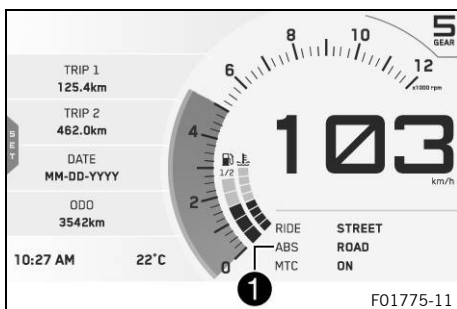 5
GEAR
TRIP 1
125.4km
TRIP 2
462.0km
DATE
MM-DD-YYYY
ODO
3542km
10:27 AM
22°C
SET
0
2
4
6
8
10
12
x1000 rpm
1/2
103
km/h
RIDE STREET
ABS ROAD
MTC ON
1
F01775-11